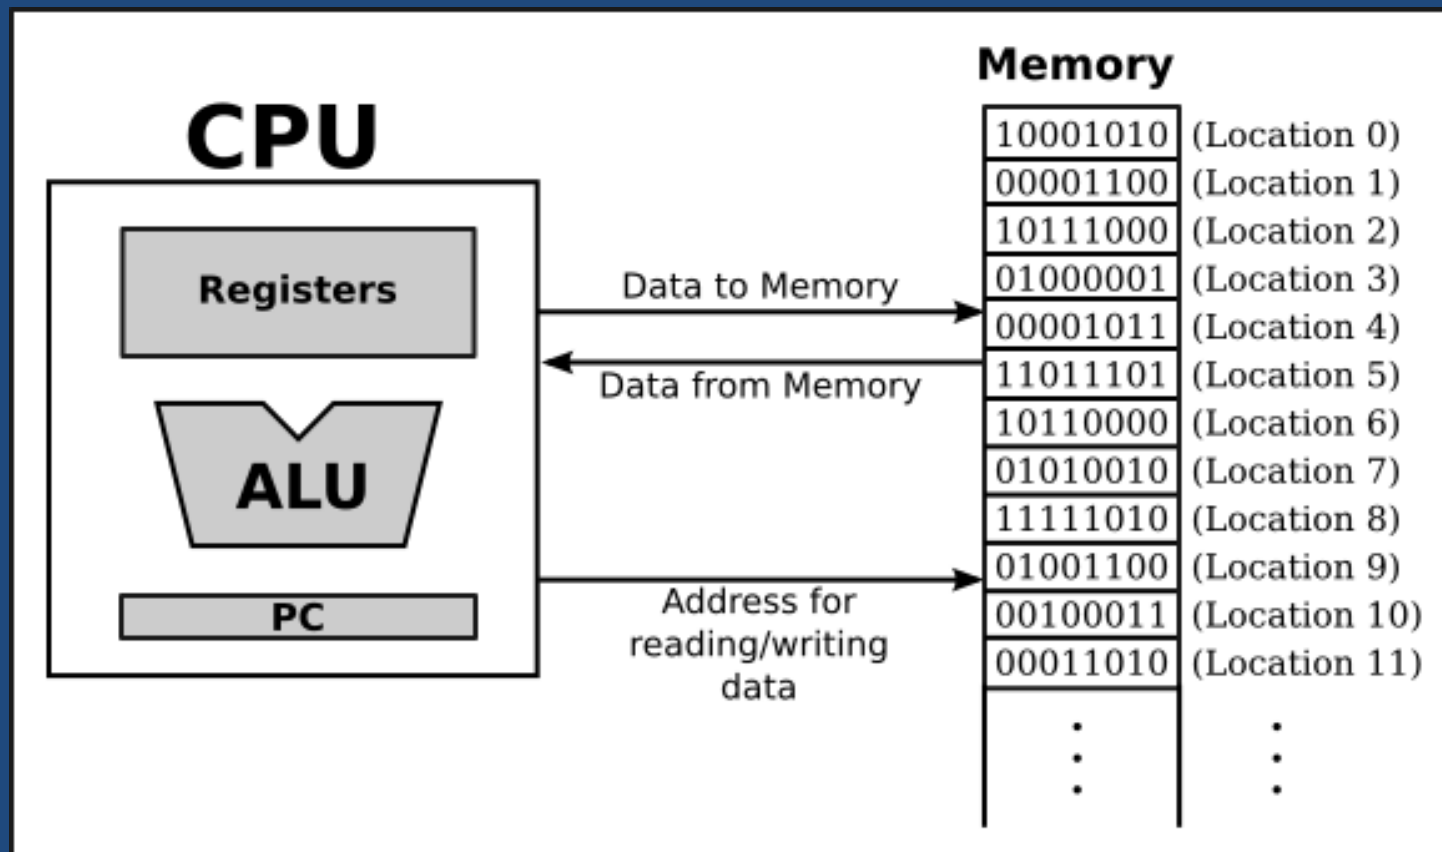 CPU
Registers
ALU
PC
Data to Memory
Data from Memory
Address for
reading/writing
data
Memory
10001010 (Location 0)
00001100 (Location 1)
10111000 (Location 2)
01000001 (Location 3)
00001011 (Location 4)
11011101 (Location 5)
10110000 (Location 6)
01010010 (Location 7)
11111010 (Location 8)
01001100 (Location 9)
00100011 (Location 10)
00011010 (Location 11)